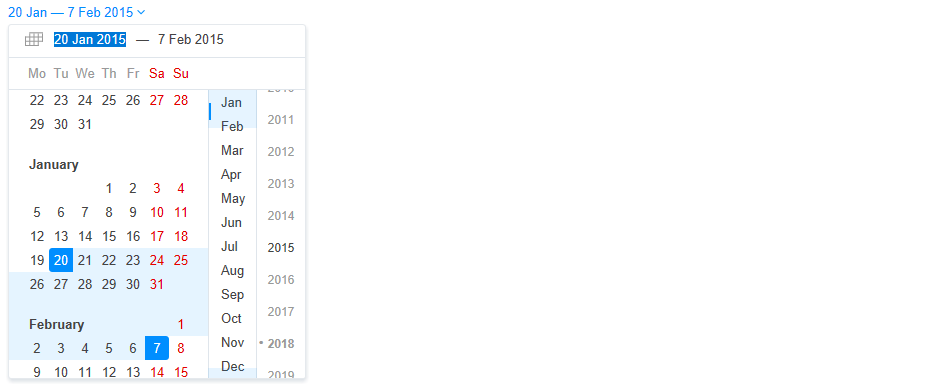 20 Jan — 7 Feb 2015
20 Jan 2015 — 7 Feb 2015
Mo Tu We Th Fr Sa Su
22 23 24 25 26 27 28
29 30 31
January
1 2 3 4
5 6 7 8 9 10 11
12 13 14 15 16 17 18
19 20 21 22 23 24 25
26 27 28 29 30 31
February 1
2 3 4 5 6 7 8
9 10 11 12 13 14 15
Jan
Feb
Mar
Apr
May
Jun
Jul
Aug
Sep
Oct
Nov
Dec
2010
2011
2012
2013
2014
2015
2016
2017
• 2018
2019